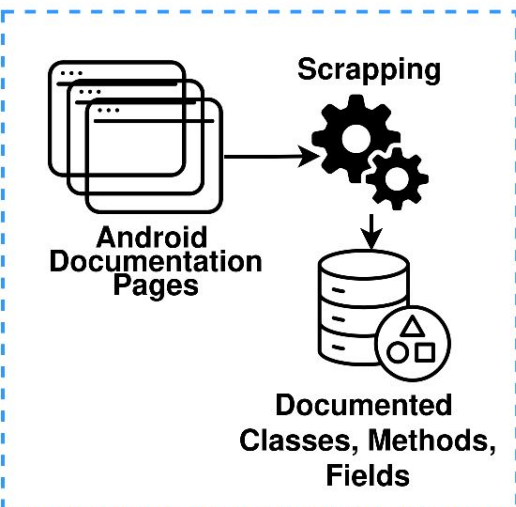 Scrapping
Android
Documentation
Pages
Documented
Classes, Methods,
Fields